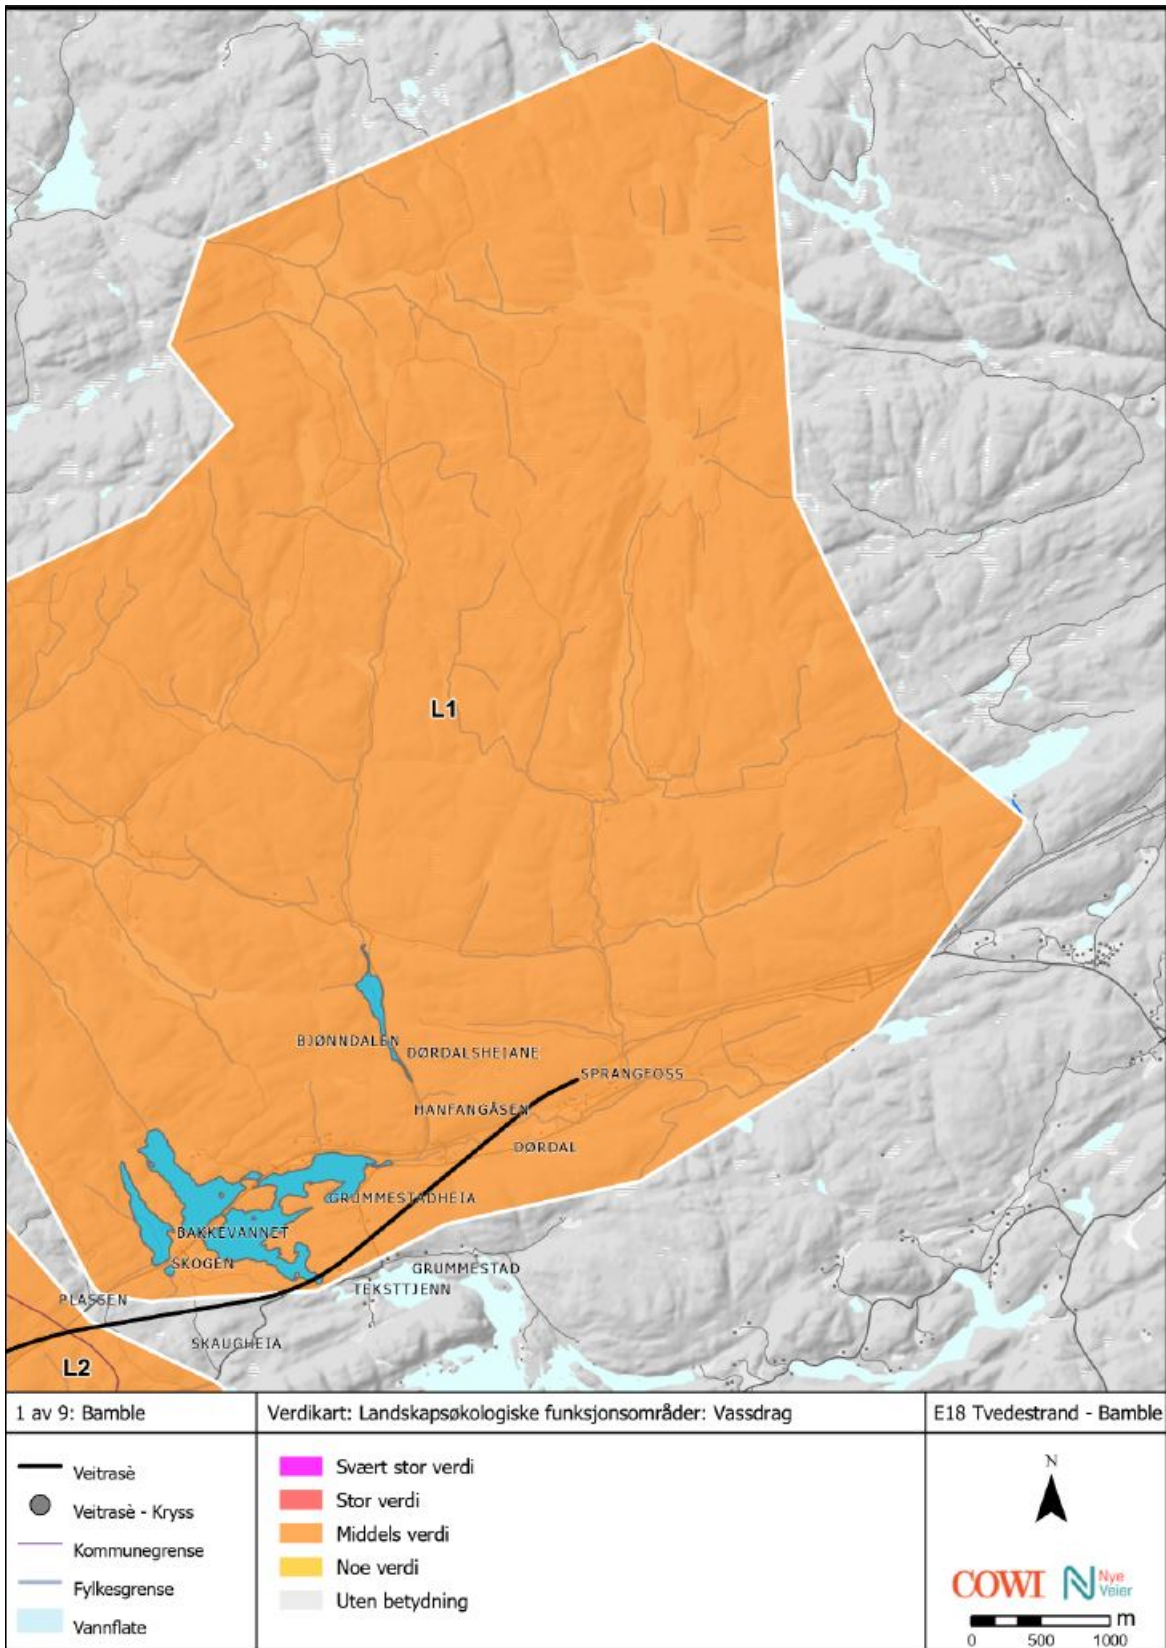 L1
BJØNNDALEN
DØRDALSHEIANE
SPRANGFOSS
HANFANGÅSEN
DØRDAL
GRUMMESTADHEIA
BAKKEVANNET
SKOGEN
GRUMMESTAD
TEKSTTJENN
PLASSEN
SKAUGHEIA
L2
1 av 9: Bamble
Verdikart: Landskapsøkologiske funksjonsområder: Vassdrag
E18 Tvedestrand - Bamble
Veitrasè
Veitrasè - Kryss
Kommunegrense
Fylkesgrense
Vannflate
Svært stor verdi
Stor verdi
Middels verdi
Noe verdi
Uten betydning
N
COWI
Nye
Veier
m
0 500 1000